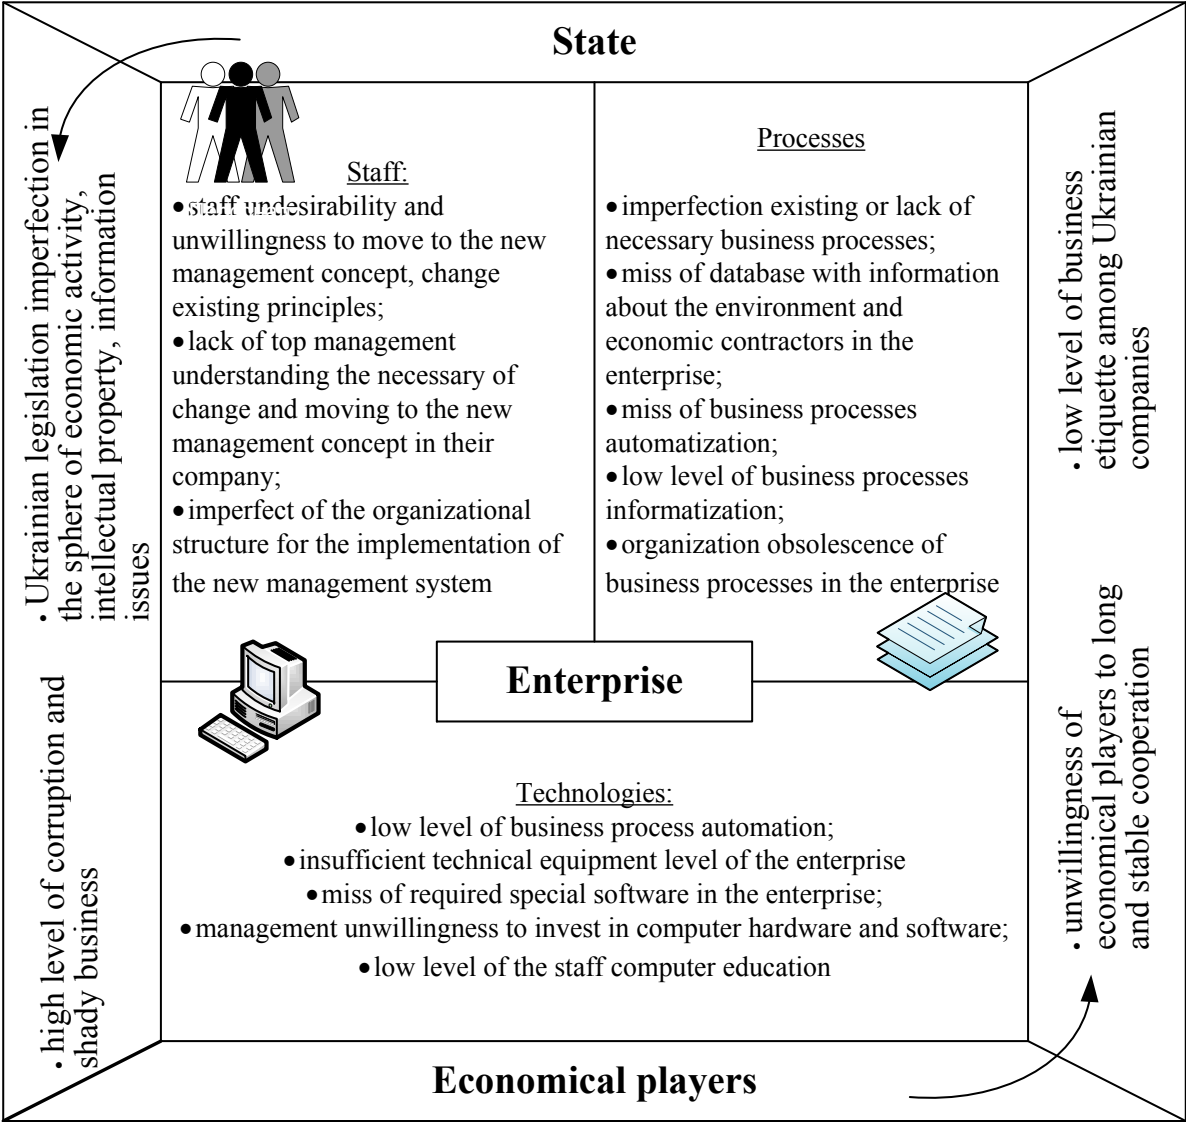 State
• Ukrainian legislation imperfection in
the sphere of economic activity,
intellectual property, information
issues
• high level of corruption and
shady business
Staff:
• staff undesirability and
unwillingness to move to the new
management concept, change
existing principles;
• lack of top management
understanding the necessary of
change and moving to the new
management concept in their
company;
• imperfect of the organizational
structure for the implementation of
the new management system
Processes
• imperfection existing or lack of
necessary business processes;
• miss of database with information
about the environment and
economic contractors in the
enterprise;
• miss of business processes
automatization;
• low level of business processes
informatization;
• organization obsolescence of
business processes in the enterprise
Enterprise
Technologies:
• low level of business process automation;
• insufficient technical equipment level of the enterprise
• miss of required special software in the enterprise;
• management unwillingness to invest in computer hardware and software;
• low level of the staff computer education
• low level of business
etiquette among Ukrainian
companies
• unwillingness of
economical players to long
and stable cooperation
Economical players